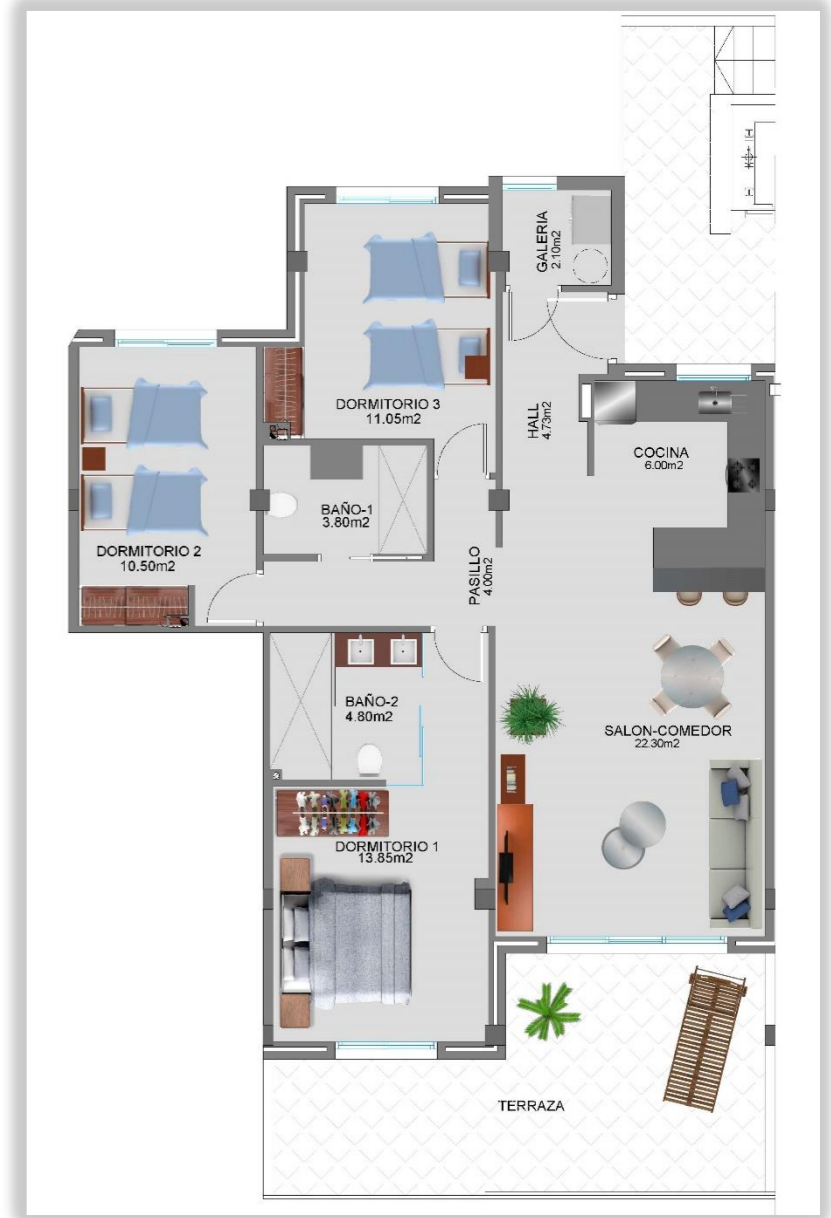 GALERIA
2.10m2
DORMITORIO 3
11.05m2
HALL
4.73m2
COCINA
6.00m2
BAÑO-1
3.80m2
DORMITORIO 2
10.50m2
PASILLO
4.00m2
BAÑO-2
4.80m2
SALON-COMEDOR
22.30m2
DORMITORIO 1
13.85m2
TERRAZA